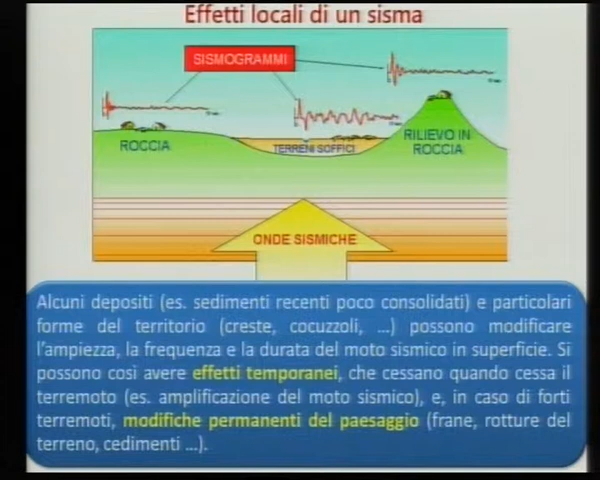 Effetti locali di un sisma
SISMOGRAMMI
ROCCIA
TERRENI SOFFICI
RILIEVO IN
ROCCIA
ONDE SISMICHE
Alcuni depositi (es. sedimenti recenti poco consolidati) e particolari
forme del territorio (creste, cocuzzoli, ...) possono modificare
l'ampiezza, la frequenza e la durata del moto sismico in superficie. Si
possono così avere effetti temporanei, che cessano quando cessa il
terremoto (es. amplificazione del moto sismico), e, in caso di forti
terremoti, modifiche permanenti del paesaggio (frane, rotture del
terreno, cedimenti ...).